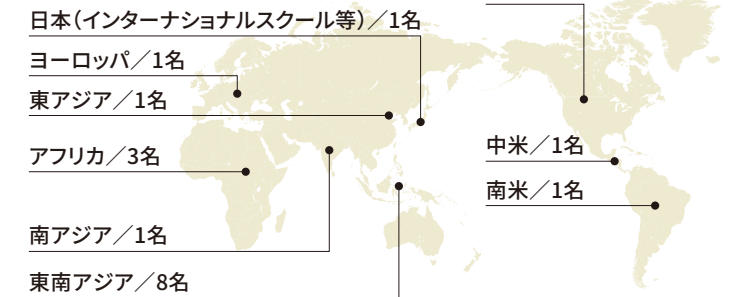 日本（インターナショナルスクール等）／1名
ヨーロッパ／1名
東アジア／1名
アフリカ／3名
南アジア／1名
東南アジア／8名
中米／1名
南米／1名